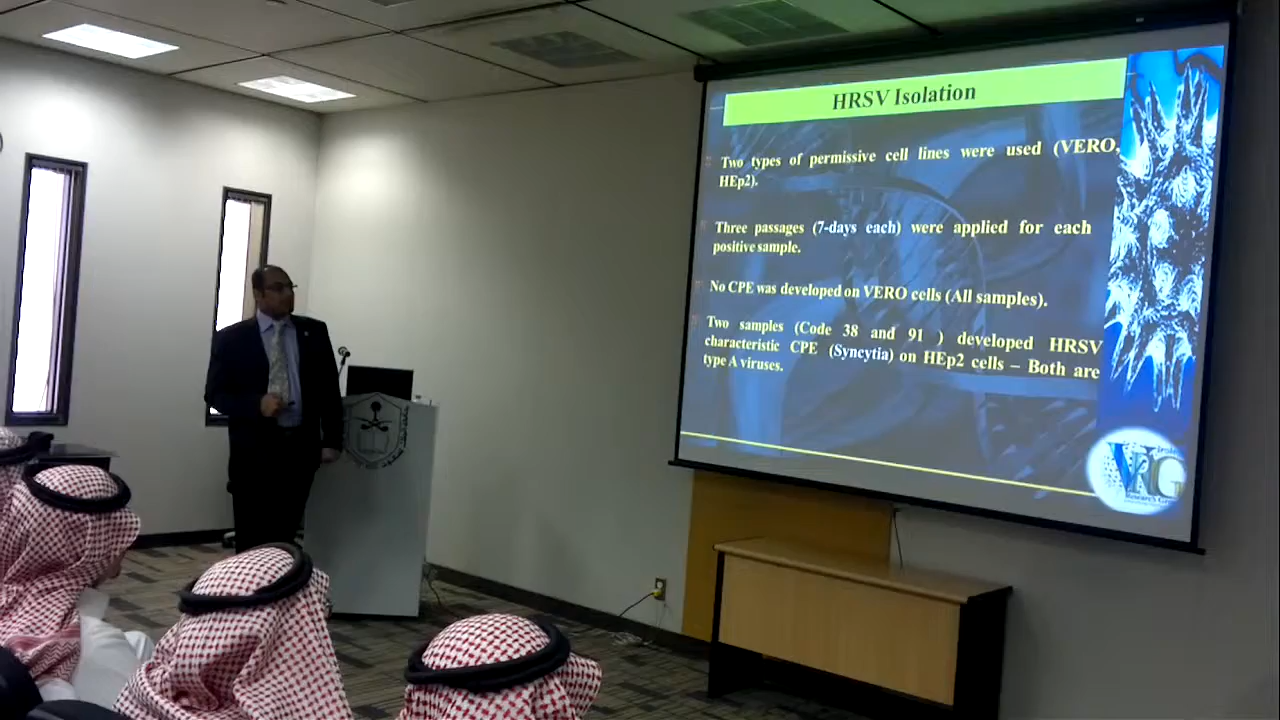 HRSV Isolation
Two types of permissive cell lines were used (VERO,
HEp2).
Three passages (7-days each) were applied for each
positive sample.
No CPE was developed on VERO cells (All samples).
Two samples (Code 38 and 91 ) developed HRSV
characteristic CPE (Syncytia) on HEp2 cells – Both are
type A viruses.